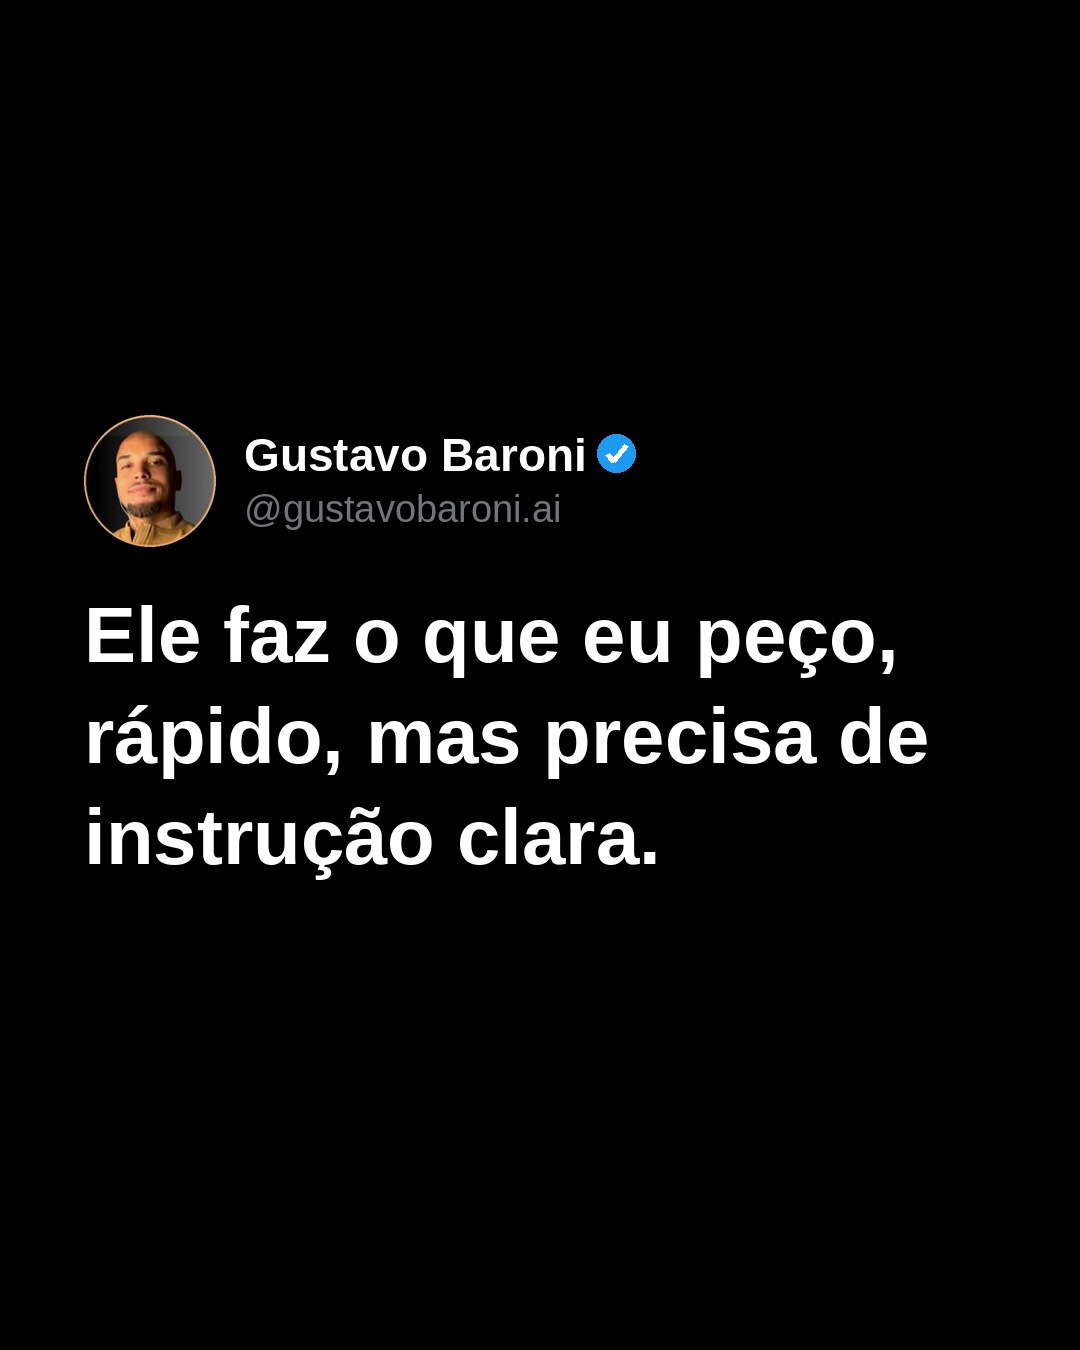 Gustavo Baroni
@gustavobaroni.ai
Ele faz o que eu peço,
rápido, mas precisa de
instrução clara.